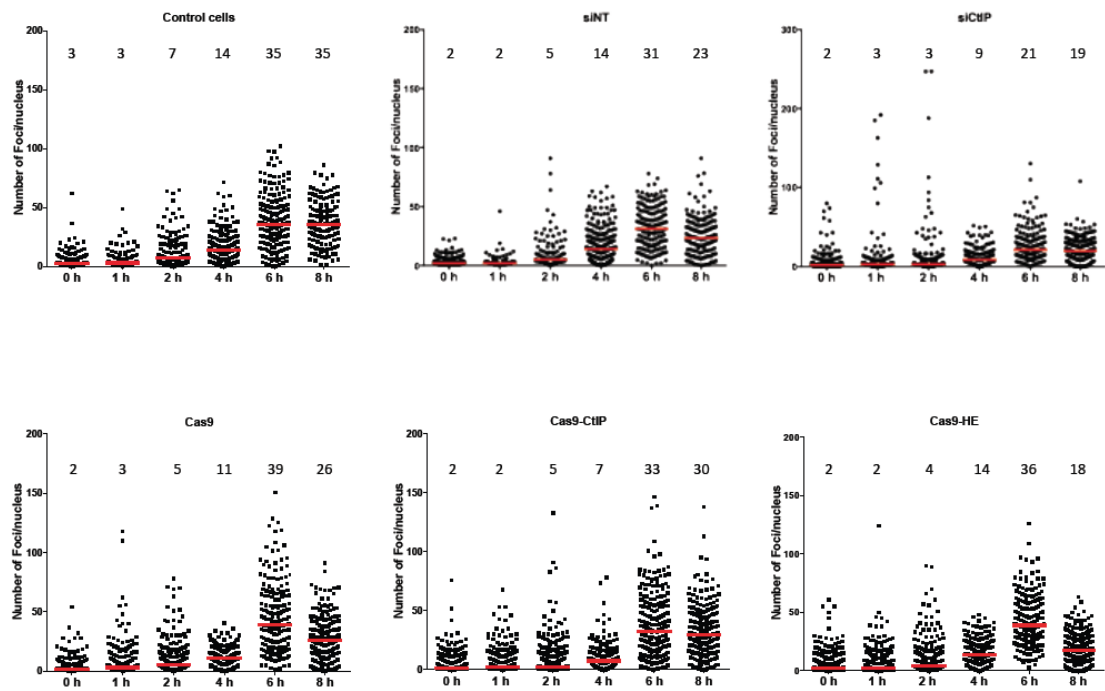 Control cells
200
3 3 7 14 35 35
150
100
50
0
Number of Foci/nucleus
0 h 1 h 2 h 4 h 6 h 8 h
siNT
200
2 2 5 14 31 23
150
100
50
0
Number of Foci/nucleus
0 h 1 h 2 h 4 h 6 h 8 h
siCtIP
300
2 3 3 9 21 19
200
100
0
Number of Foci/nucleus
0 h 1 h 2 h 4 h 6 h 8 h
Cas9
200
2 3 5 11 39 26
150
100
50
0
Number of Foci/nucleus
0 h 1 h 2 h 4 h 6 h 8 h
Cas9-CtIP
200
2 2 5 7 33 30
150
100
50
0
Number of Foci/nucleus
0 h 1 h 2 h 4 h 6 h 8 h
Cas9-HE
200
2 2 4 14 36 18
150
100
50
0
Number of Foci/nucleus
0 h 1 h 2 h 4 h 6 h 8 h